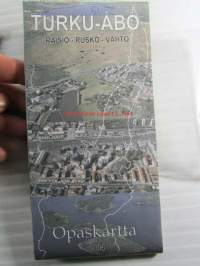 TURKU-ÅBO
RAISIO - RUSKO - VAHTO
Opaskartta